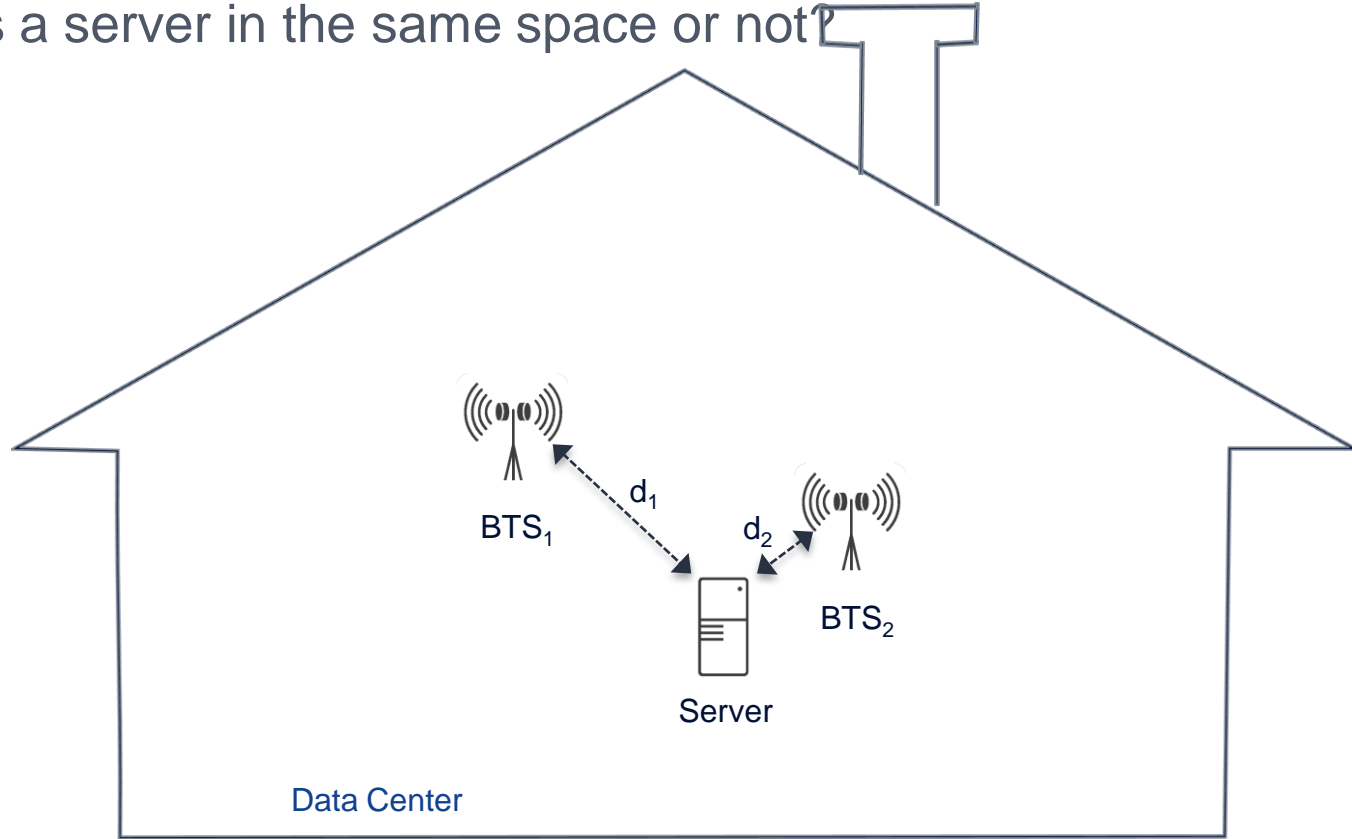 s a server in the same space or not?
d₁
BTS₁
d₂
BTS₂
Server
Data Center